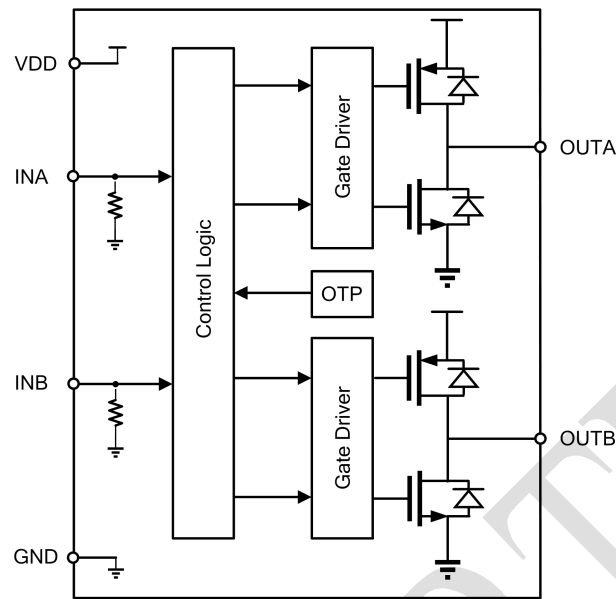 VDD
INA
INB
GND
Control Logic
Gate Driver
OTP
Gate Driver
OUTA
OUTB